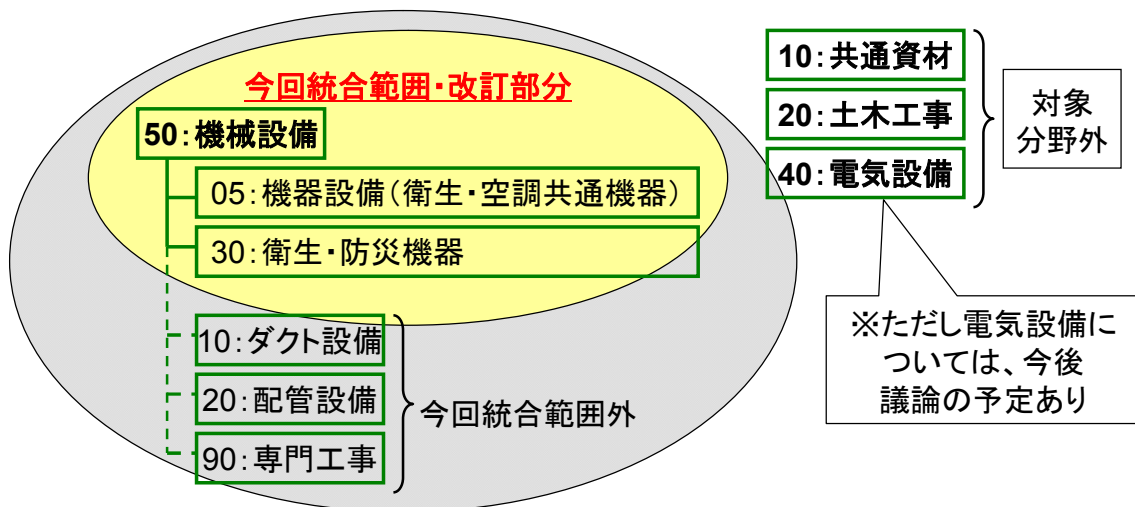 今回統合範囲・改訂部分
50:機械設備
05:機器設備(衛生・空調共通機器)
30:衛生・防災機器
10:ダクト設備
20:配管設備
90:専門工事
今回統合範囲外
10:共通資材
20:土木工事
40:電気設備
対象
分野外
※ただし電気設備に
ついては、今後
議論の予定あり